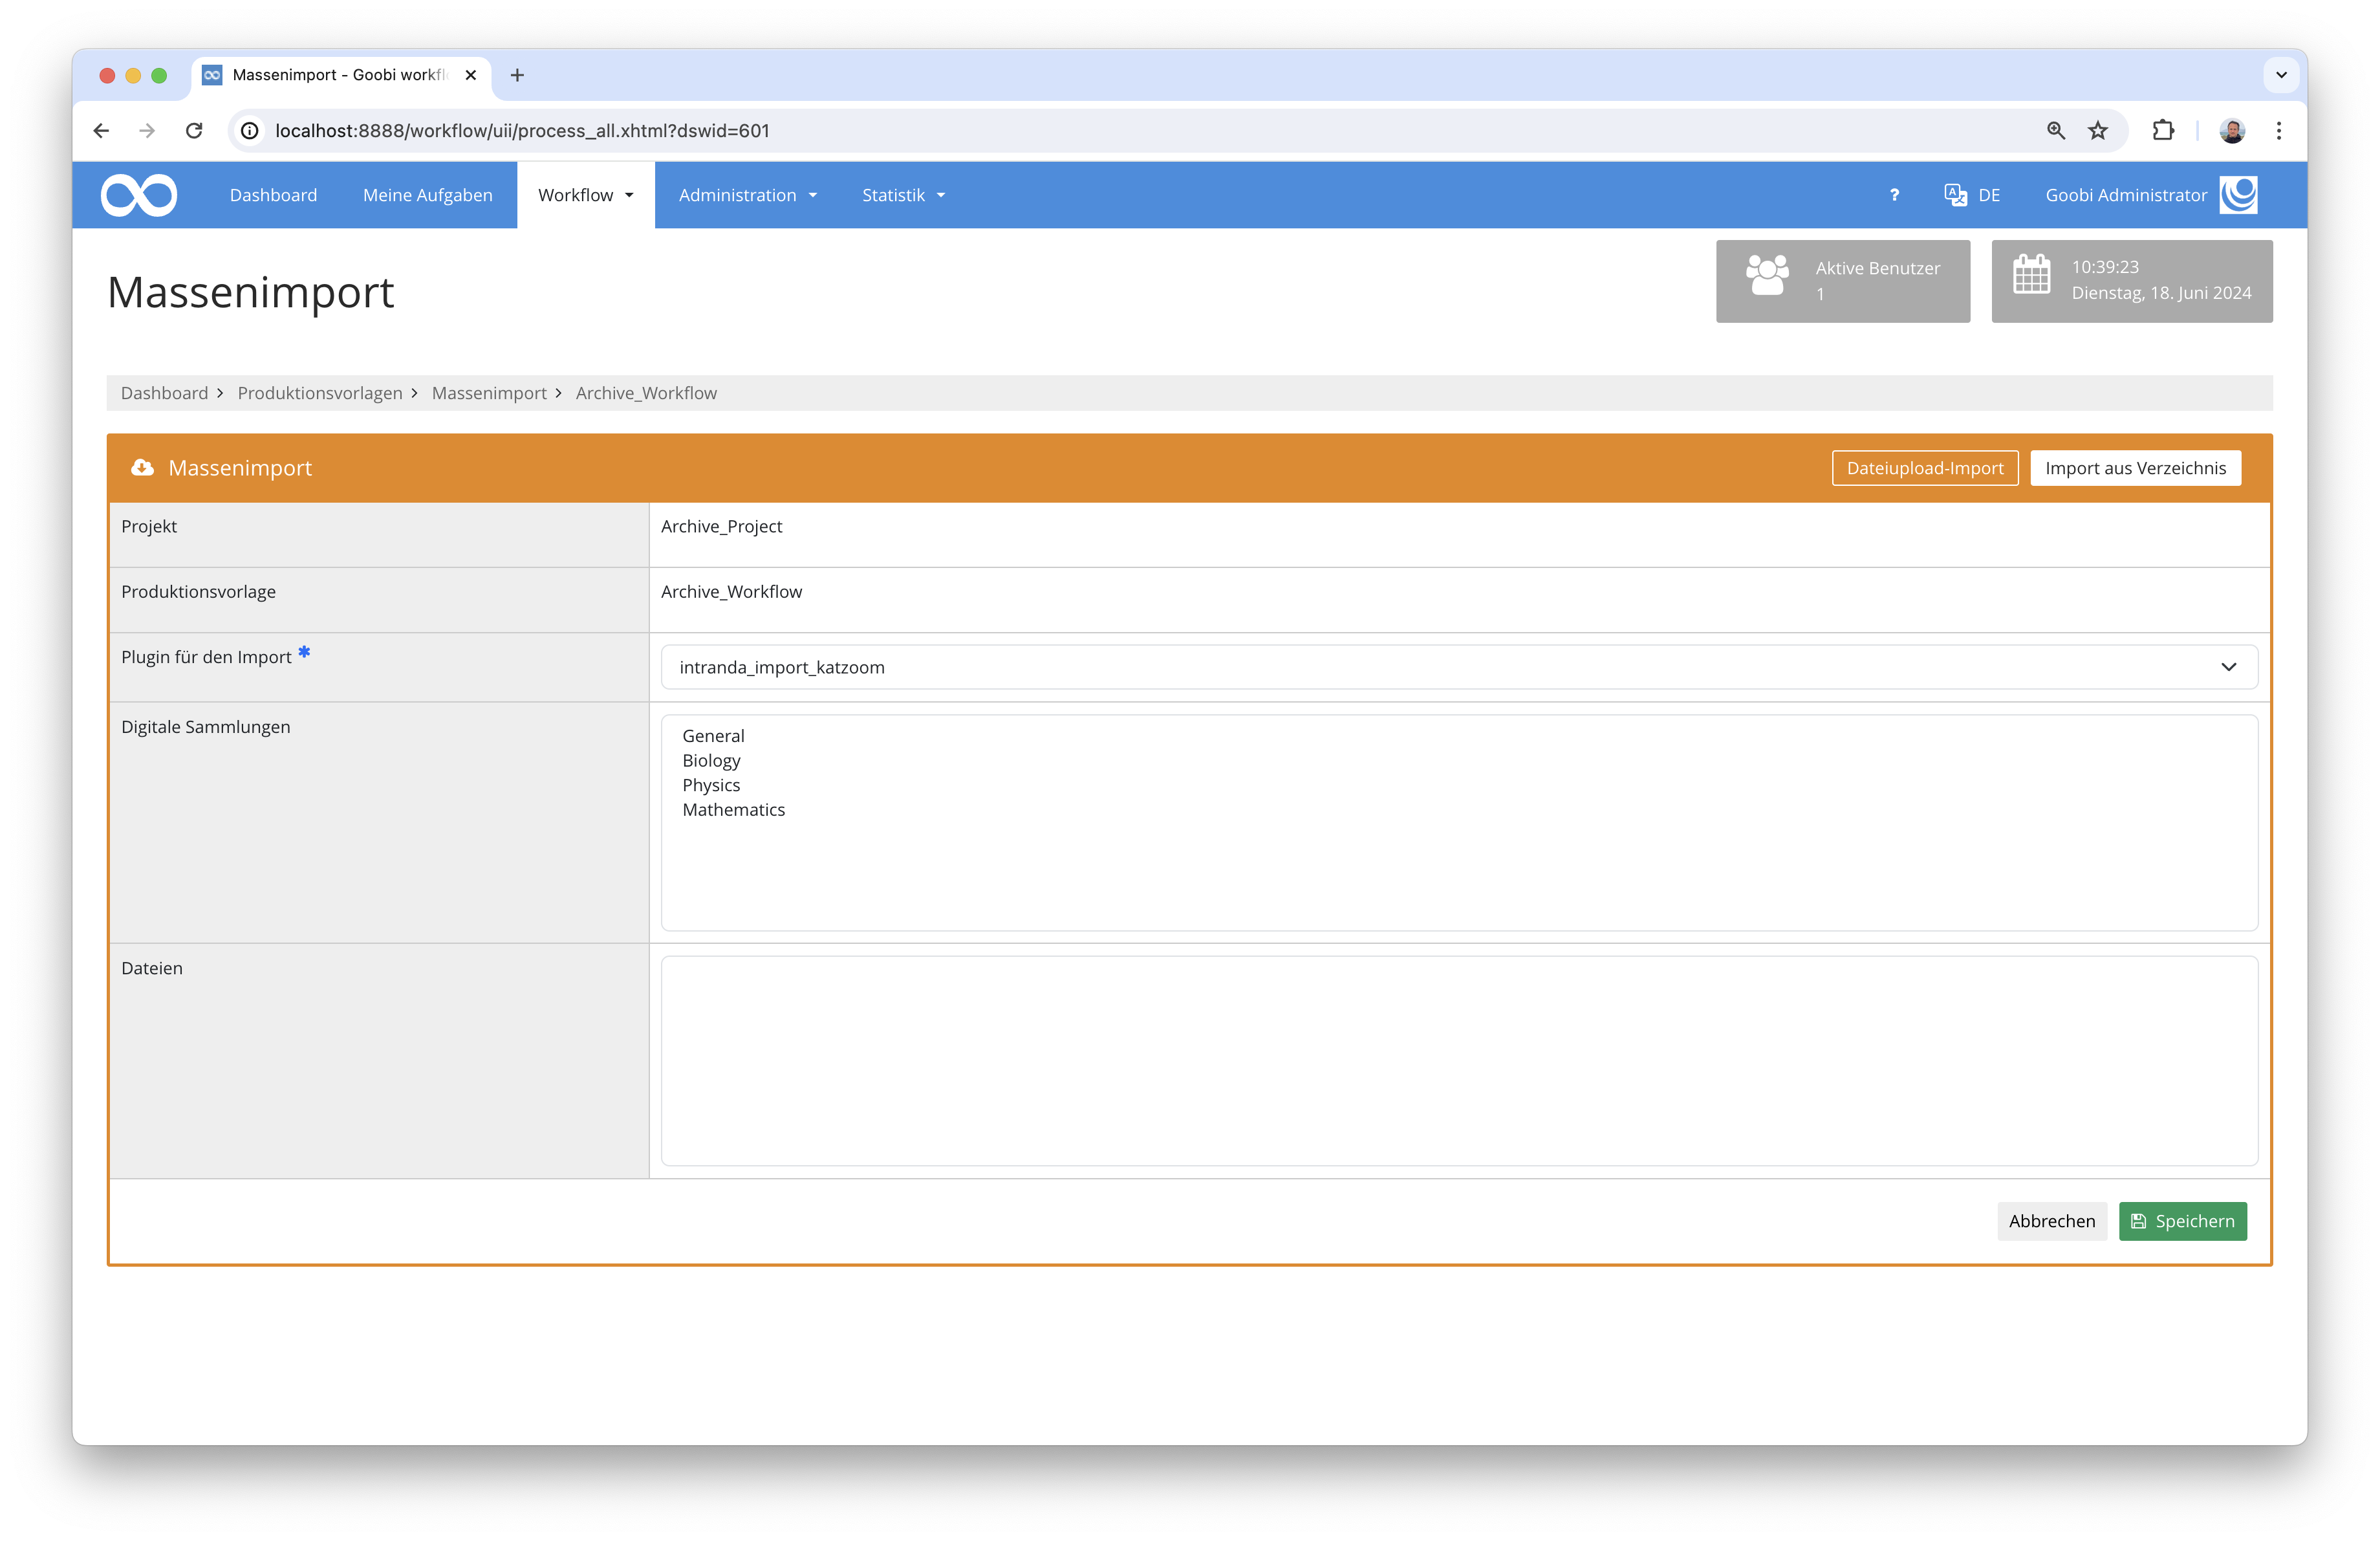 Massenimport - Goobi workfl
localhost:8888/workflow/uii/process_all.xhtml?dswid=601
Dashboard Meine Aufgaben Workflow Administration Statistik ? DE Goobi Administrator
Massenimport
Aktive Benutzer
1
10:39:23
Dienstag, 18. Juni 2024
Dashboard > Produktionsvorlagen > Massenimport > Archive_Workflow
Massenimport Dateiupload-Import Import aus Verzeichnis
Projekt Archive_Project
Produktionsvorlage Archive_Workflow
Plugin für den Import * intranda_import_katzoom
Digitale Sammlungen
General
Biology
Physics
Mathematics
Dateien
Abbrechen Speichern